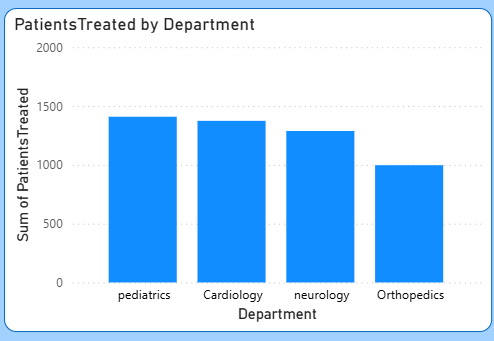 PatientsTreated by Department
2000
1500
1000
500
0
Sum of PatientsTreated
pediatrics Cardiology neurology Orthopedics
Department